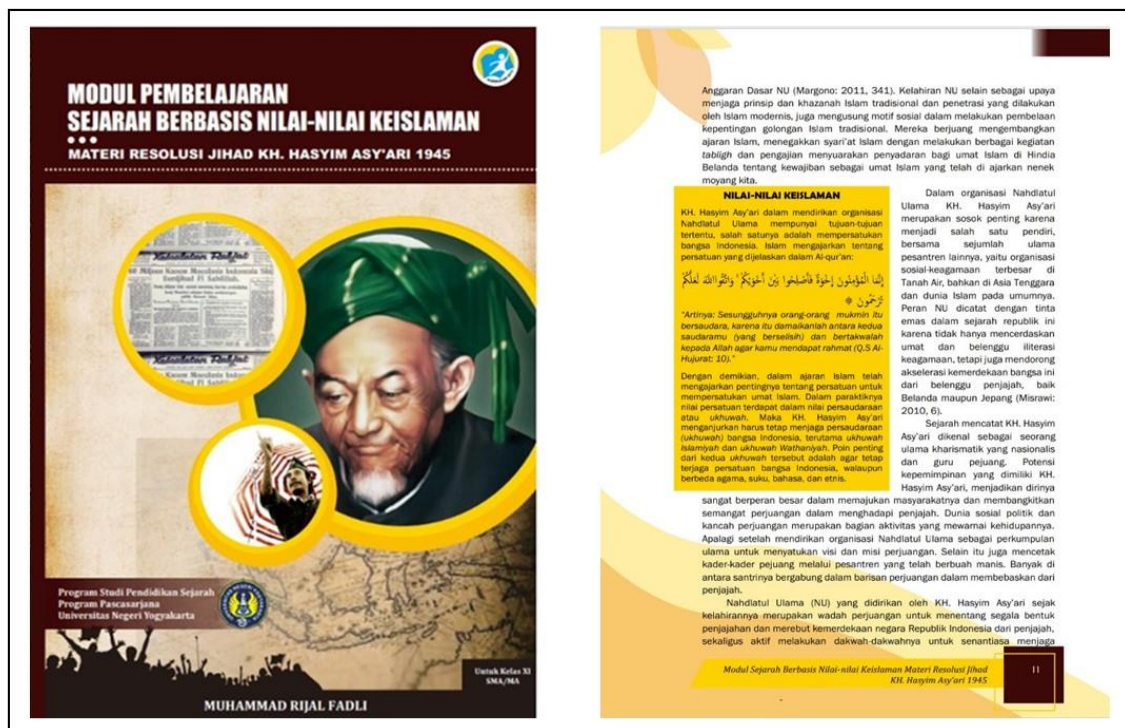 MODUL PEMBELAJARAN
SEJARAH BERBASIS NILAI-NILAI KEISLAMAN
MATERI RESOLUSI JIHAD KH. HASYIM ASY'ARI 1945
Kedaulatan Rakjat
60 Miljun Kaoem Moeslimin Indonesia Siap
Berdjihad Fi Sabilillah
Program Studi Pendidikan Sejarah
Program Pascasarjana
Universitas Negeri Yogyakarta
Untuk Kelas XI
SMA/MA
MUHAMMAD RIJAL FADLI
Anggaran Dasar NU (Margono: 2011, 341). Kelahiran NU selain sebagai upaya
menjaga prinsip dan khazanah Islam tradisional dan penetrasi yang dilakukan
oleh Islam modernis, juga mengusung motif sosial dalam melakukan pembelaan
kepentingan golongan Islam tradisional. Mereka berjuang mengembangkan
ajaran Islam, menegakkan syari'at Islam dengan melakukan berbagai kegiatan
tabligh dan pengajian menyuarakan penyadaran bagi umat Islam di Hindia
Belanda tentang kewajiban sebagai umat Islam yang telah di ajarkan nenek
moyang kita.
NILAI-NILAI KEISLAMAN
KH. Hasyim Asy'ari dalam mendirikan organisasi
Nahdlatul Ulama mempunyai tujuan-tujuan
tertentu, salah satunya adalah mempersatukan
bangsa Indonesia. Islam mengajarkan tentang
persatuan yang dijelaskan dalam Al-qur'an:
إِنَّمَا الْمُؤْمِنُونَ إِخْوَةٌ فَأَصْلِحُوا بَيْنَ أَخَوَيْكُمْ ۚ وَاتَّقُوا اللَّهَ لَعَلَّكُمْ
تُرْحَمُونَ
"Artinya: Sesungguhnya orang-orang mukmin itu
bersaudara, karena itu damaikanlah antara kedua
saudaramu (yang berselisih) dan bertakwalah
kepada Allah agar kamu mendapat rahmat (Q.S Al-
Hujurat: 10)."
Dengan demikian, dalam ajaran Islam telah
mengajarkan pentingnya tentang persatuan untuk
mempersatukan umat Islam. Dalam paraktiknya
nilai persatuan terdapat dalam nilai persaudaraan
atau ukhuwah. Maka KH. Hasyim Asy'ari
menganjurkan harus tetap menjaga persaudaraan
(ukhuwah) bangsa Indonesia, terutama ukhuwah
Islamiyah dan ukhuwah Wathaniyah. Poin penting
dari kedua ukhuwah tersebut adalah agar tetap
terjaga persatuan bangsa Indonesia, walaupun
berbeda agama, suku, bahasa, dan etnis.
Dalam organisasi Nahdlatul
Ulama KH. Hasyim Asy'ari
merupakan sosok penting karena
menjadi salah satu pendiri,
bersama sejumlah ulama
pesantren lainnya, yaitu organisasi
sosial-keagamaan terbesar di
Tanah Air, bahkan di Asia Tenggara
dan dunia Islam pada umumnya.
Peran NU dicatat dengan tinta
emas dalam sejarah republik ini
karena tidak hanya mencerdaskan
umat dan belenggu iliterasi
keagamaan, tetapi juga mendorong
akselerasi kemerdekaan bangsa ini
dari belenggu penjajah, baik
Belanda maupun Jepang (Misrawi:
2010, 6).
Sejarah mencatat KH. Hasyim
Asy'ari dikenal sebagai seorang
ulama kharismatik yang nasionalis
dan guru pejuang. Potensi
kepemimpinan yang dimiliki KH.
Hasyim Asy'ari, menjadikan dirinya
sangat berperan besar dalam memajukan masyarakatnya dan membangkitkan
semangat perjuangan dalam menghadapi penjajah. Dunia sosial politik dan
kancah perjuangan merupakan bagian aktivitas yang mewarnai kehidupannya.
Apalagi setelah mendirikan organisasi Nahdlatul Ulama sebagai perkumpulan
ulama untuk menyatukan visi dan misi perjuangan. Selain itu juga mencetak
kader-kader pejuang melalui pesantren yang telah berbuah manis. Banyak di
antara santrinya bergabung dalam barisan perjuangan dalam membebaskan dari
penjajah.
Nahdlatul Ulama (NU) yang didirikan oleh KH. Hasyim Asy'ari sejak
kelahirannya merupakan wadah perjuangan untuk menentang segala bentuk
penjajahan dan merebut kemerdekaan negara Republik Indonesia dari penjajah,
sekaligus aktif melakukan dakwah-dakwahnya untuk senantiasa menjaga
Modul Sejarah Berbasis Nilai-nilai Keislaman Materi Resolusi Jihad
KH. Hasyim Asy'ari 1945
11